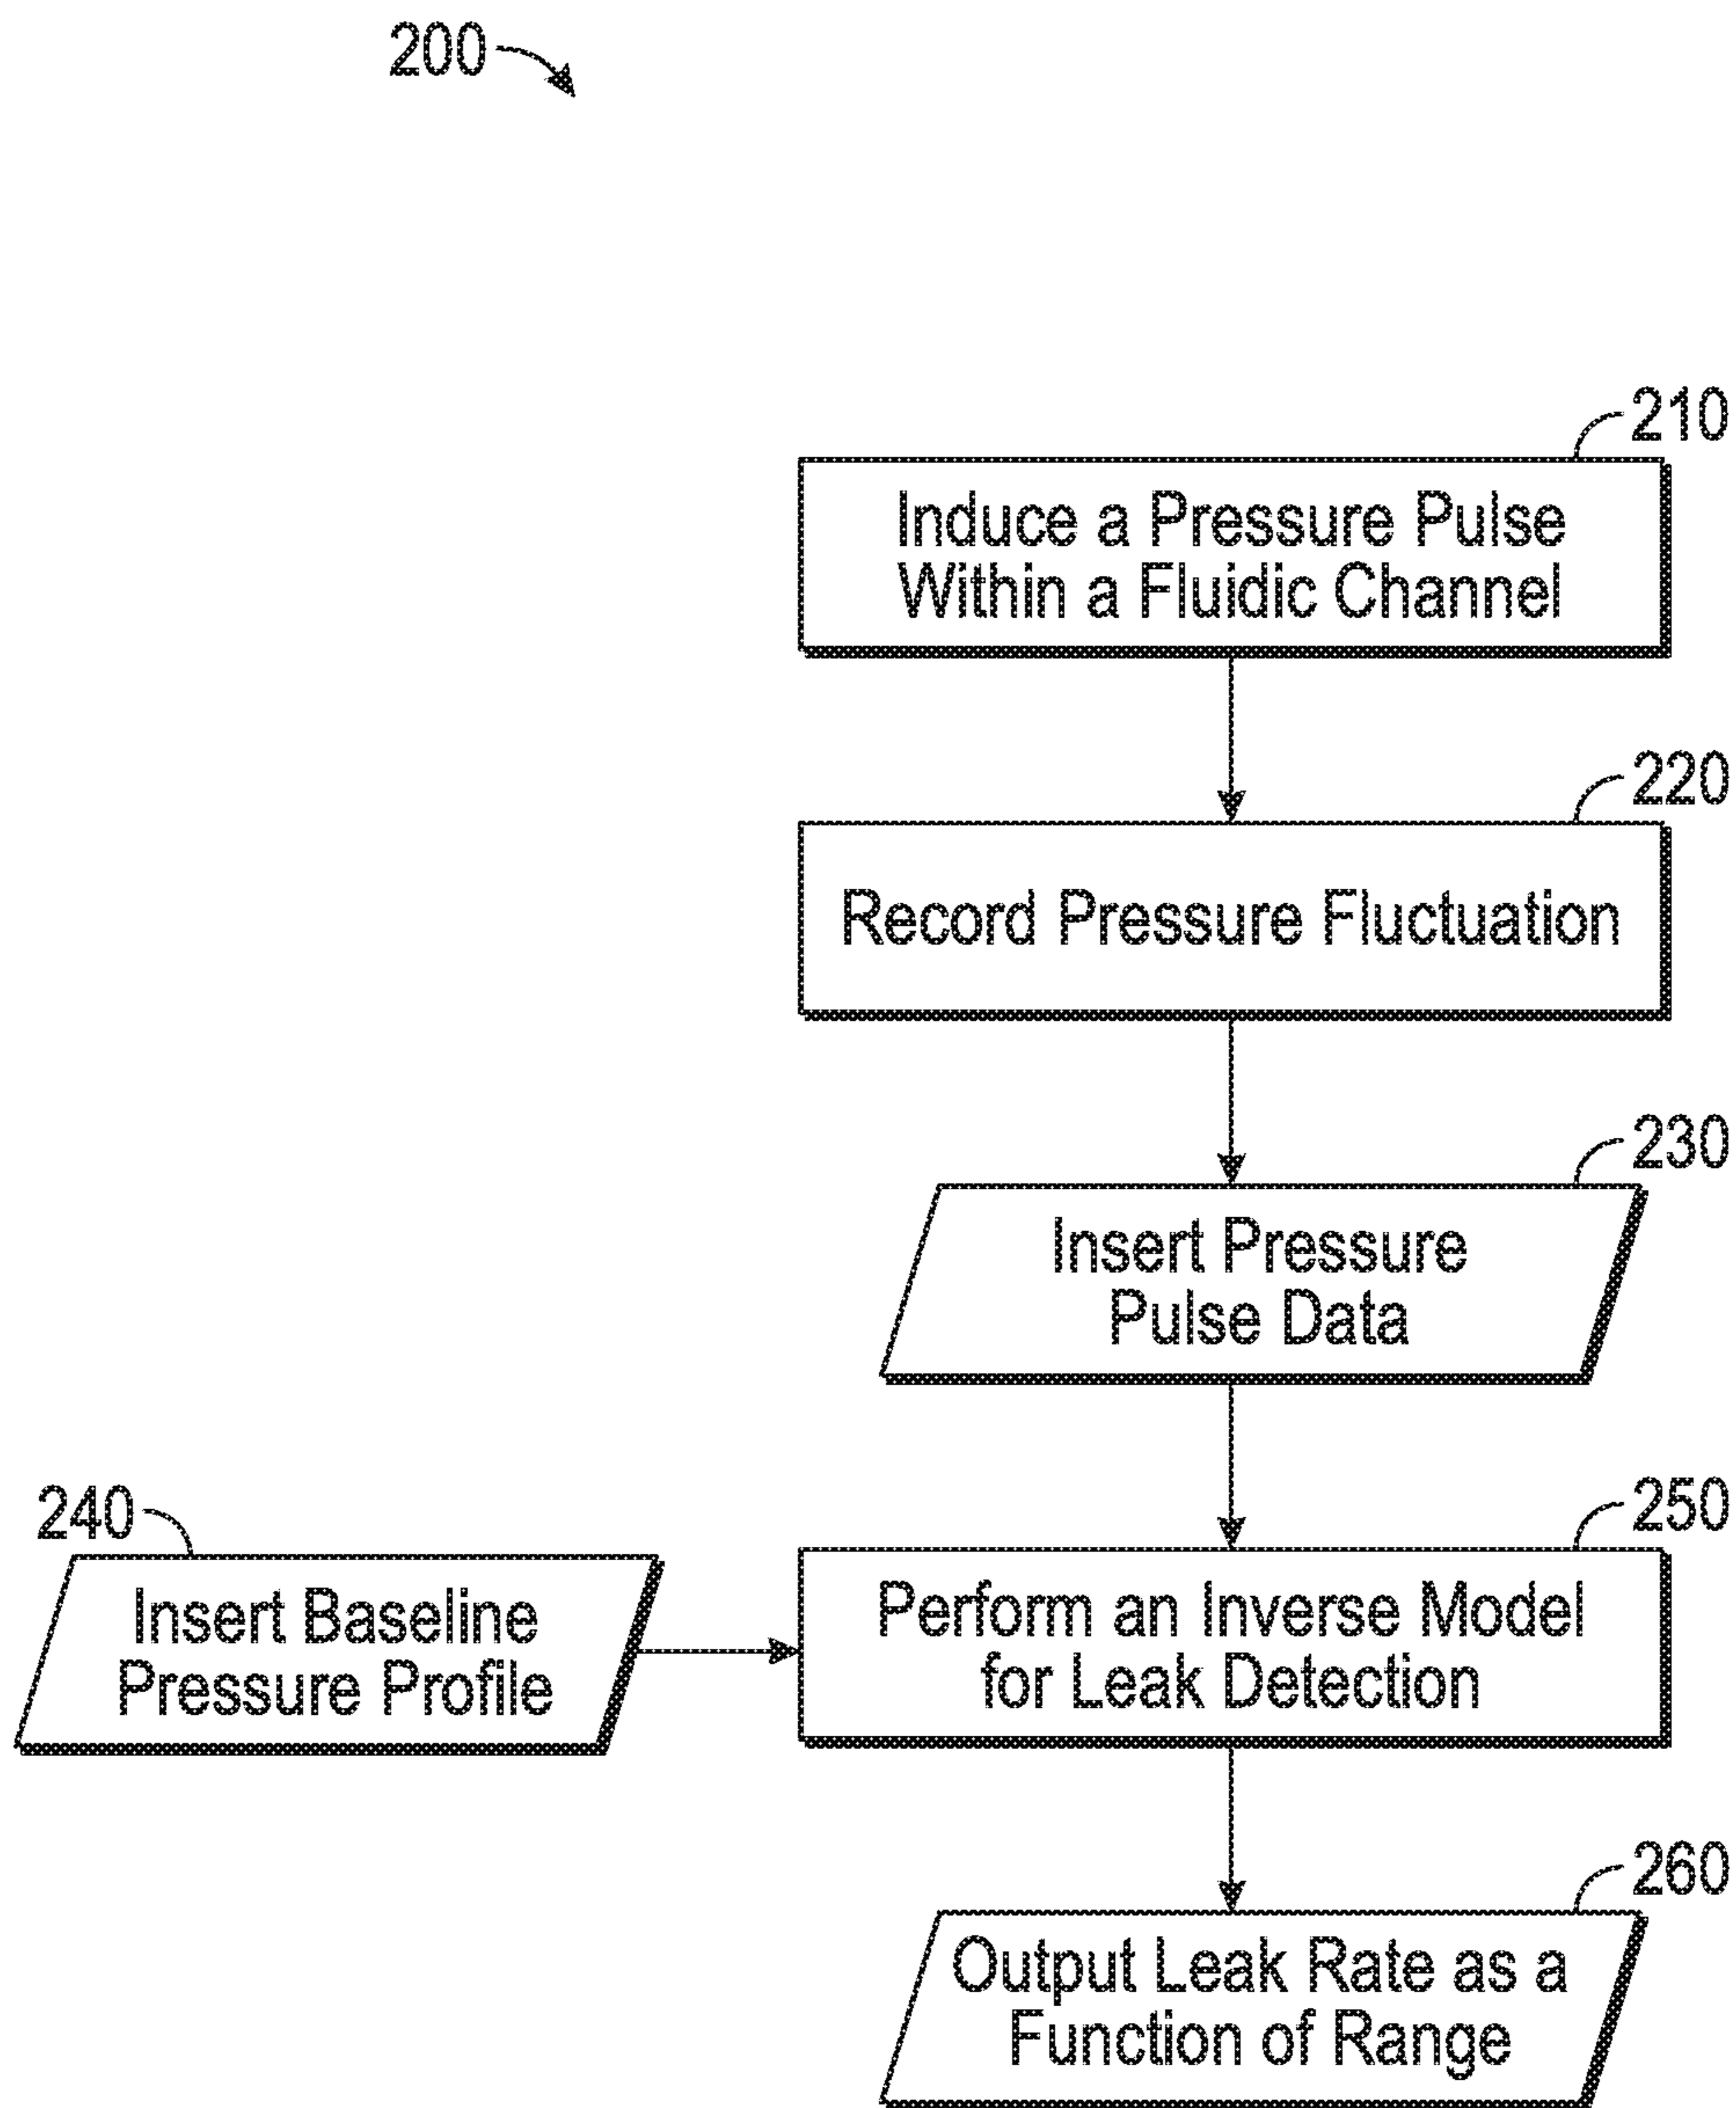 200
210
Induce a Pressure Pulse
Within a Fluidic Channel
220
Record Pressure Fluctuation
230
Insert Pressure
Pulse Data
240
Insert Baseline
Pressure Profile
250
Perform an Inverse Model
for Leak Detection
260
Output Leak Rate as a
Function of Range